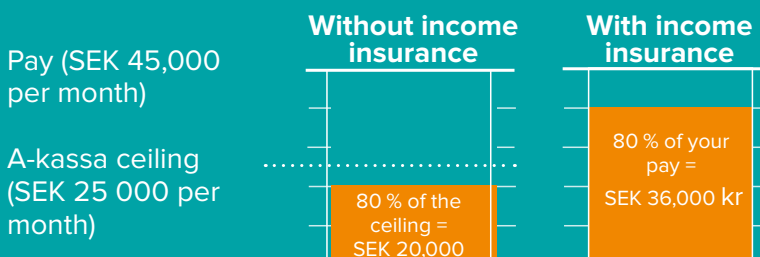 Without income
insurance
With income
insurance
Pay (SEK 45,000
per month)
A-kassa ceiling
(SEK 25 000 per
month)
80 % of the
ceiling =
SEK 20,000
80 % of your
pay =
SEK 36,000 kr